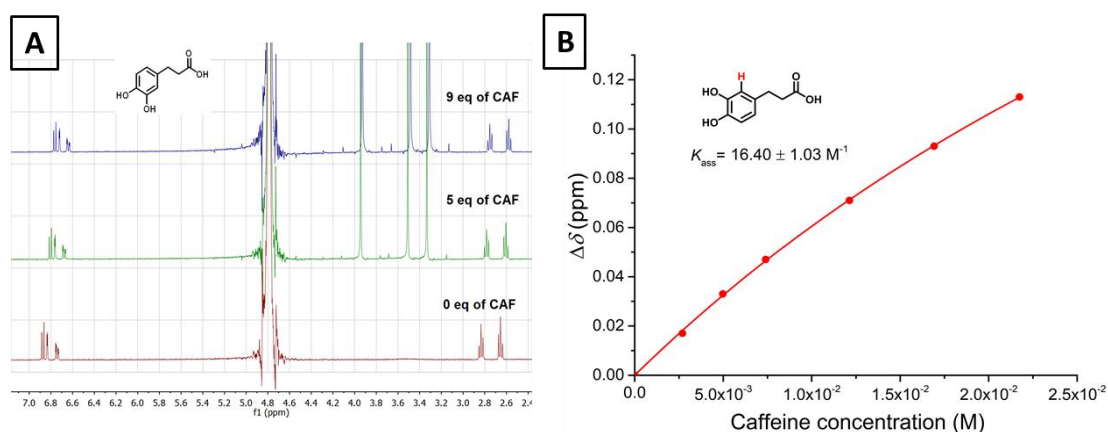 A
O
OH
HO
OH
9 eq of CAF
5 eq of CAF
0 eq of CAF
7.0 6.8 6.6 6.4 6.2 6.0 5.8 5.6 5.4 5.2 5.0 4.8 4.6 4.4 4.2 4.0 3.8 3.6 3.4 3.2 3.0 2.8 2.6 2.4
f1 (ppm)
B
H
O
HO
OH
HO
Kass= 16.40 ± 1.03 M-1
Δδ (ppm)
0.12
0.10
0.08
0.06
0.04
0.02
0.00
0.0 5.0x10-3 1.0x10-2 1.5x10-2 2.0x10-2 2.5x10-2
Caffeine concentration (M)